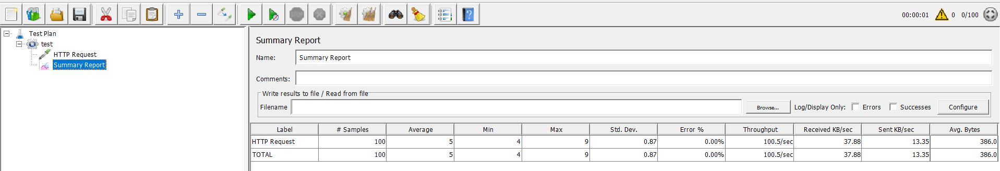 00:00:01 0 0/100
Test Plan
test
HTTP Request
Summary Report
Summary Report
Name: Summary Report
Comments:
Write results to file / Read from file
Filename Browse... Log/Display Only: Errors Successes Configure
Label # Samples Average Min Max Std. Dev. Error % Throughput Received KB/sec Sent KB/sec Avg. Bytes
HTTP Request 100 5 4 9 0.87 0.00% 100.5/sec 37.88 13.35 386.0
TOTAL 100 5 4 9 0.87 0.00% 100.5/sec 37.88 13.35 386.0